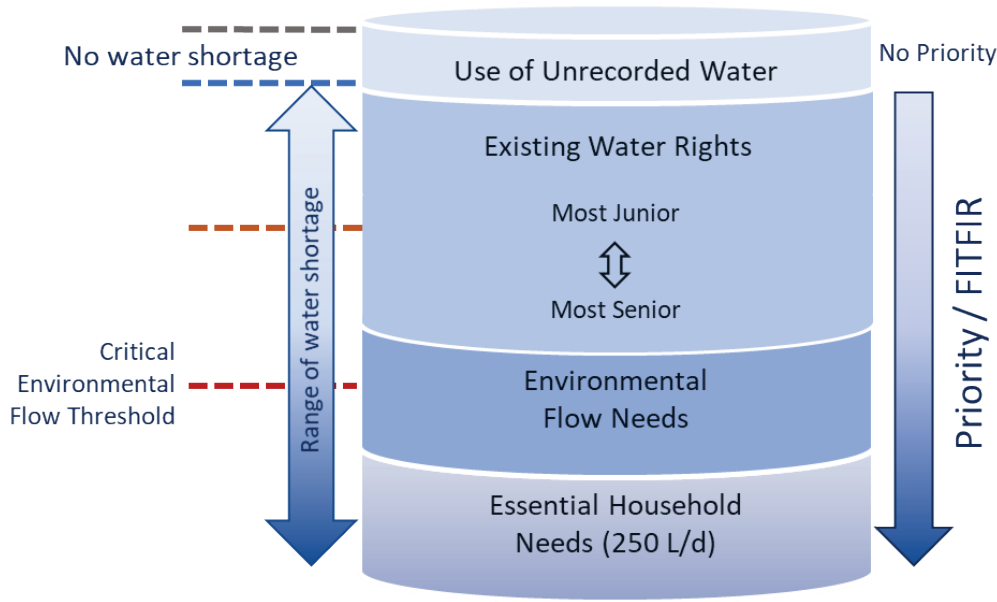 No water shortage
Use of Unrecorded Water
No Priority
Existing Water Rights
Most Junior
Most Senior
Range of water shortage
Priority / FITFIR
Critical
Environmental
Flow Threshold
Environmental
Flow Needs
Essential Household
Needs (250 L/d)